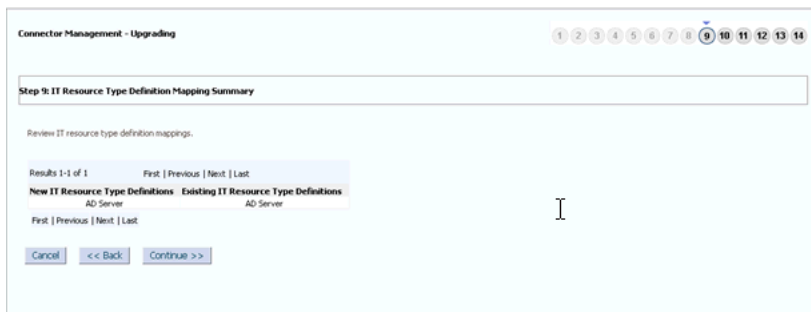 Connector Management - Upgrading
1 2 3 4 5 6 7 8 9 10 11 12 13 14
Step 9: IT Resource Type Definition Mapping Summary
Review IT resource type definition mappings.
Results 1-1 of 1 First | Previous | Next | Last
New IT Resource Type Definitions Existing IT Resource Type Definitions
AD Server AD Server
First | Previous | Next | Last
Cancel << Back Continue >>